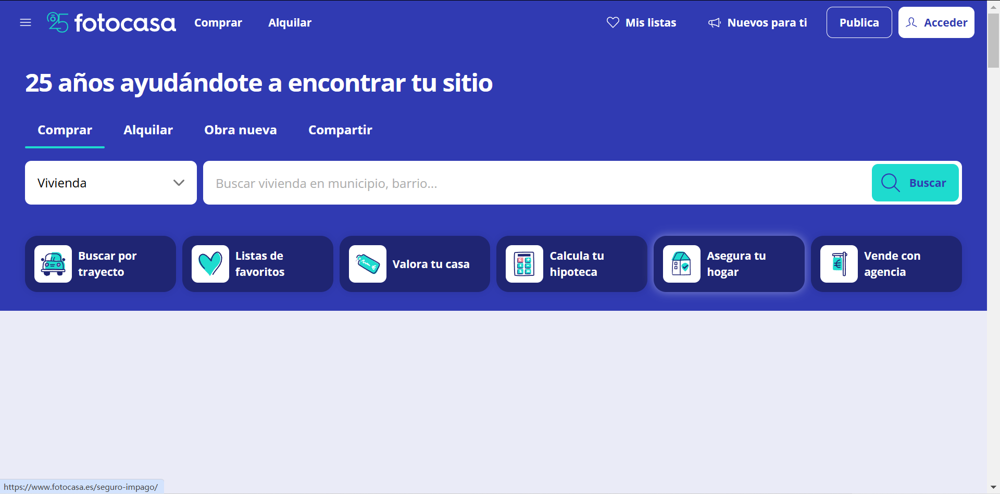 25 fotocasa Comprar Alquilar Mis listas Nuevos para ti Publica Acceder
25 años ayudándote a encontrar tu sitio
Comprar Alquilar Obra nueva Compartir
Vivienda Buscar vivienda en municipio, barrio... Buscar
Buscar por
trayecto
Listas de
favoritos
Valora tu casa
Calcula tu
hipoteca
Asegura tu
hogar
Vende con
agencia
https://www.fotocasa.es/seguro-impago/